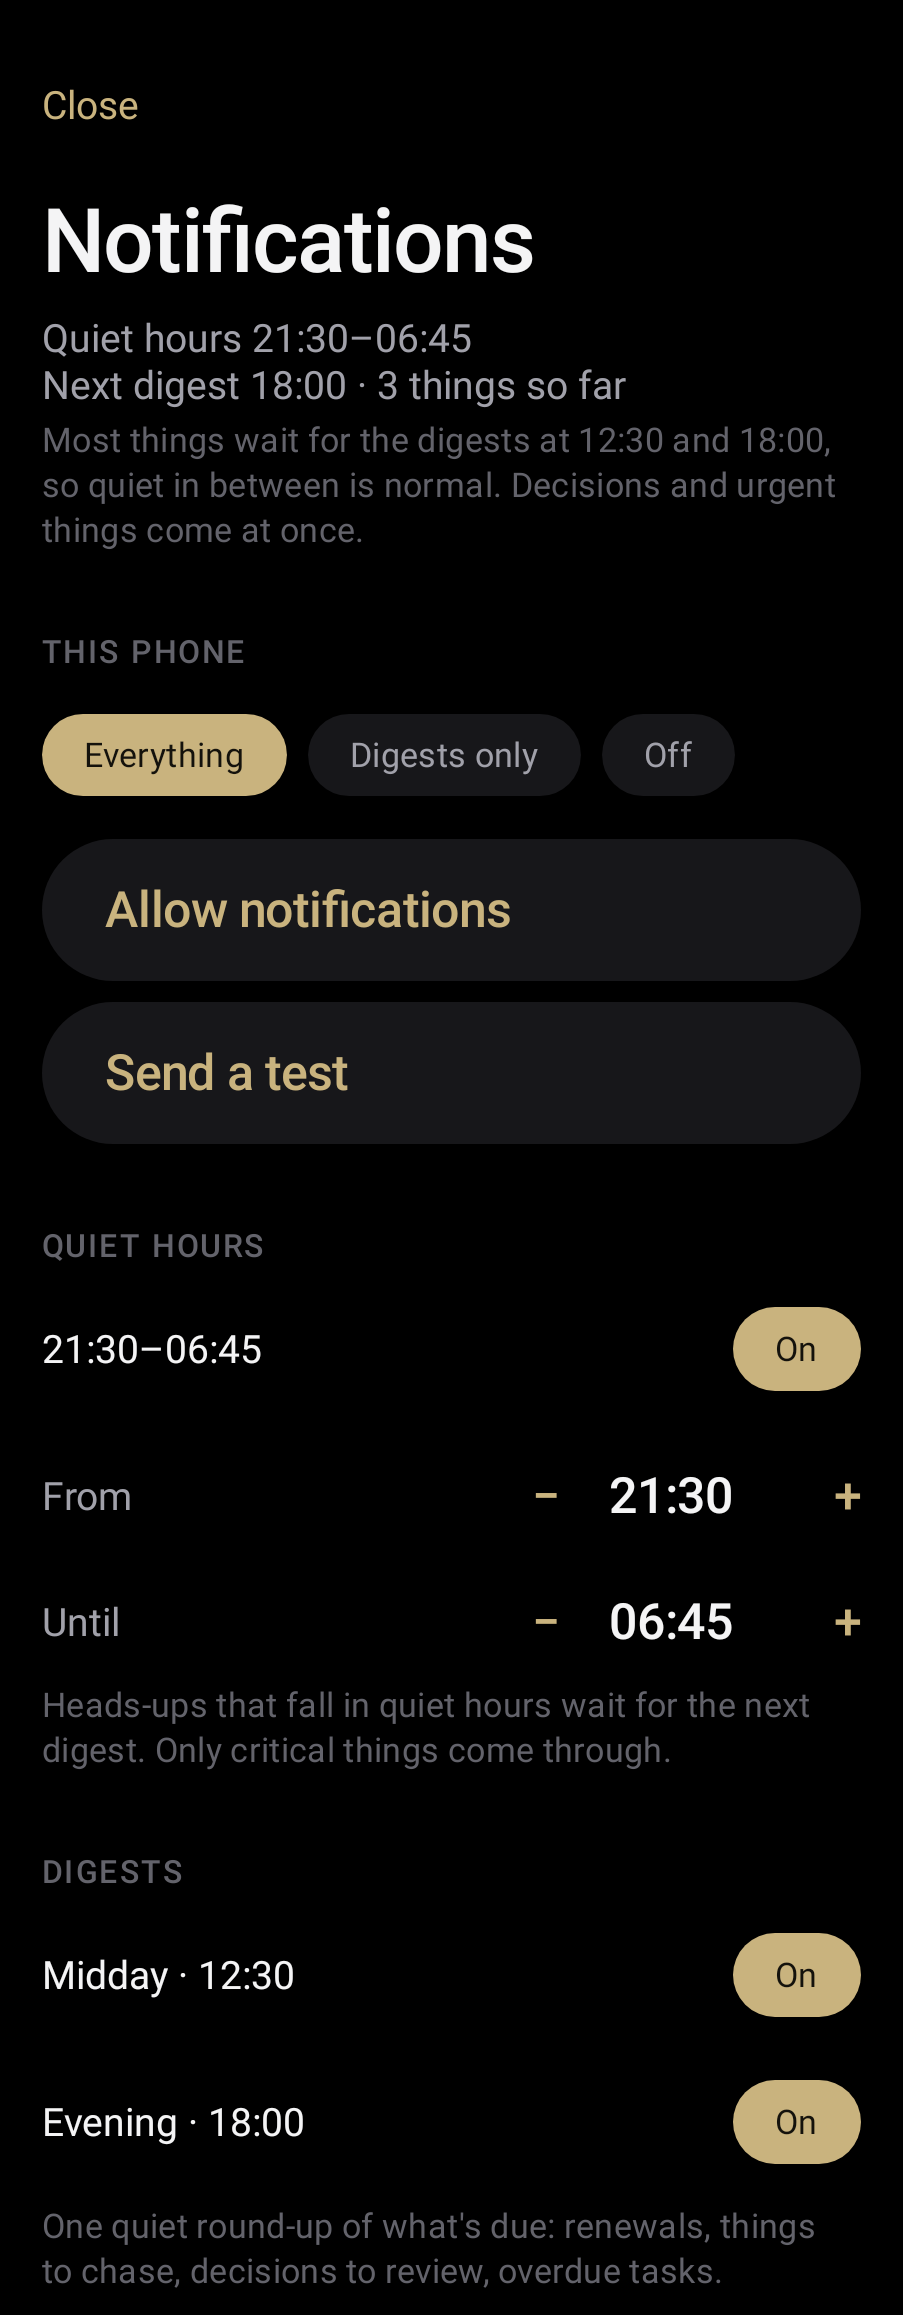 Close
Notifications
Quiet hours 21:30–06:45
Next digest 18:00 · 3 things so far
Most things wait for the digests at 12:30 and 18:00,
so quiet in between is normal. Decisions and urgent
things come at once.
THIS PHONE
Everything Digests only Off
Allow notifications
Send a test
QUIET HOURS
21:30–06:45 On
From − 21:30 +
Until − 06:45 +
Heads-ups that fall in quiet hours wait for the next
digest. Only critical things come through.
DIGESTS
Midday · 12:30 On
Evening · 18:00 On
One quiet round-up of what's due: renewals, things
to chase, decisions to review, overdue tasks.